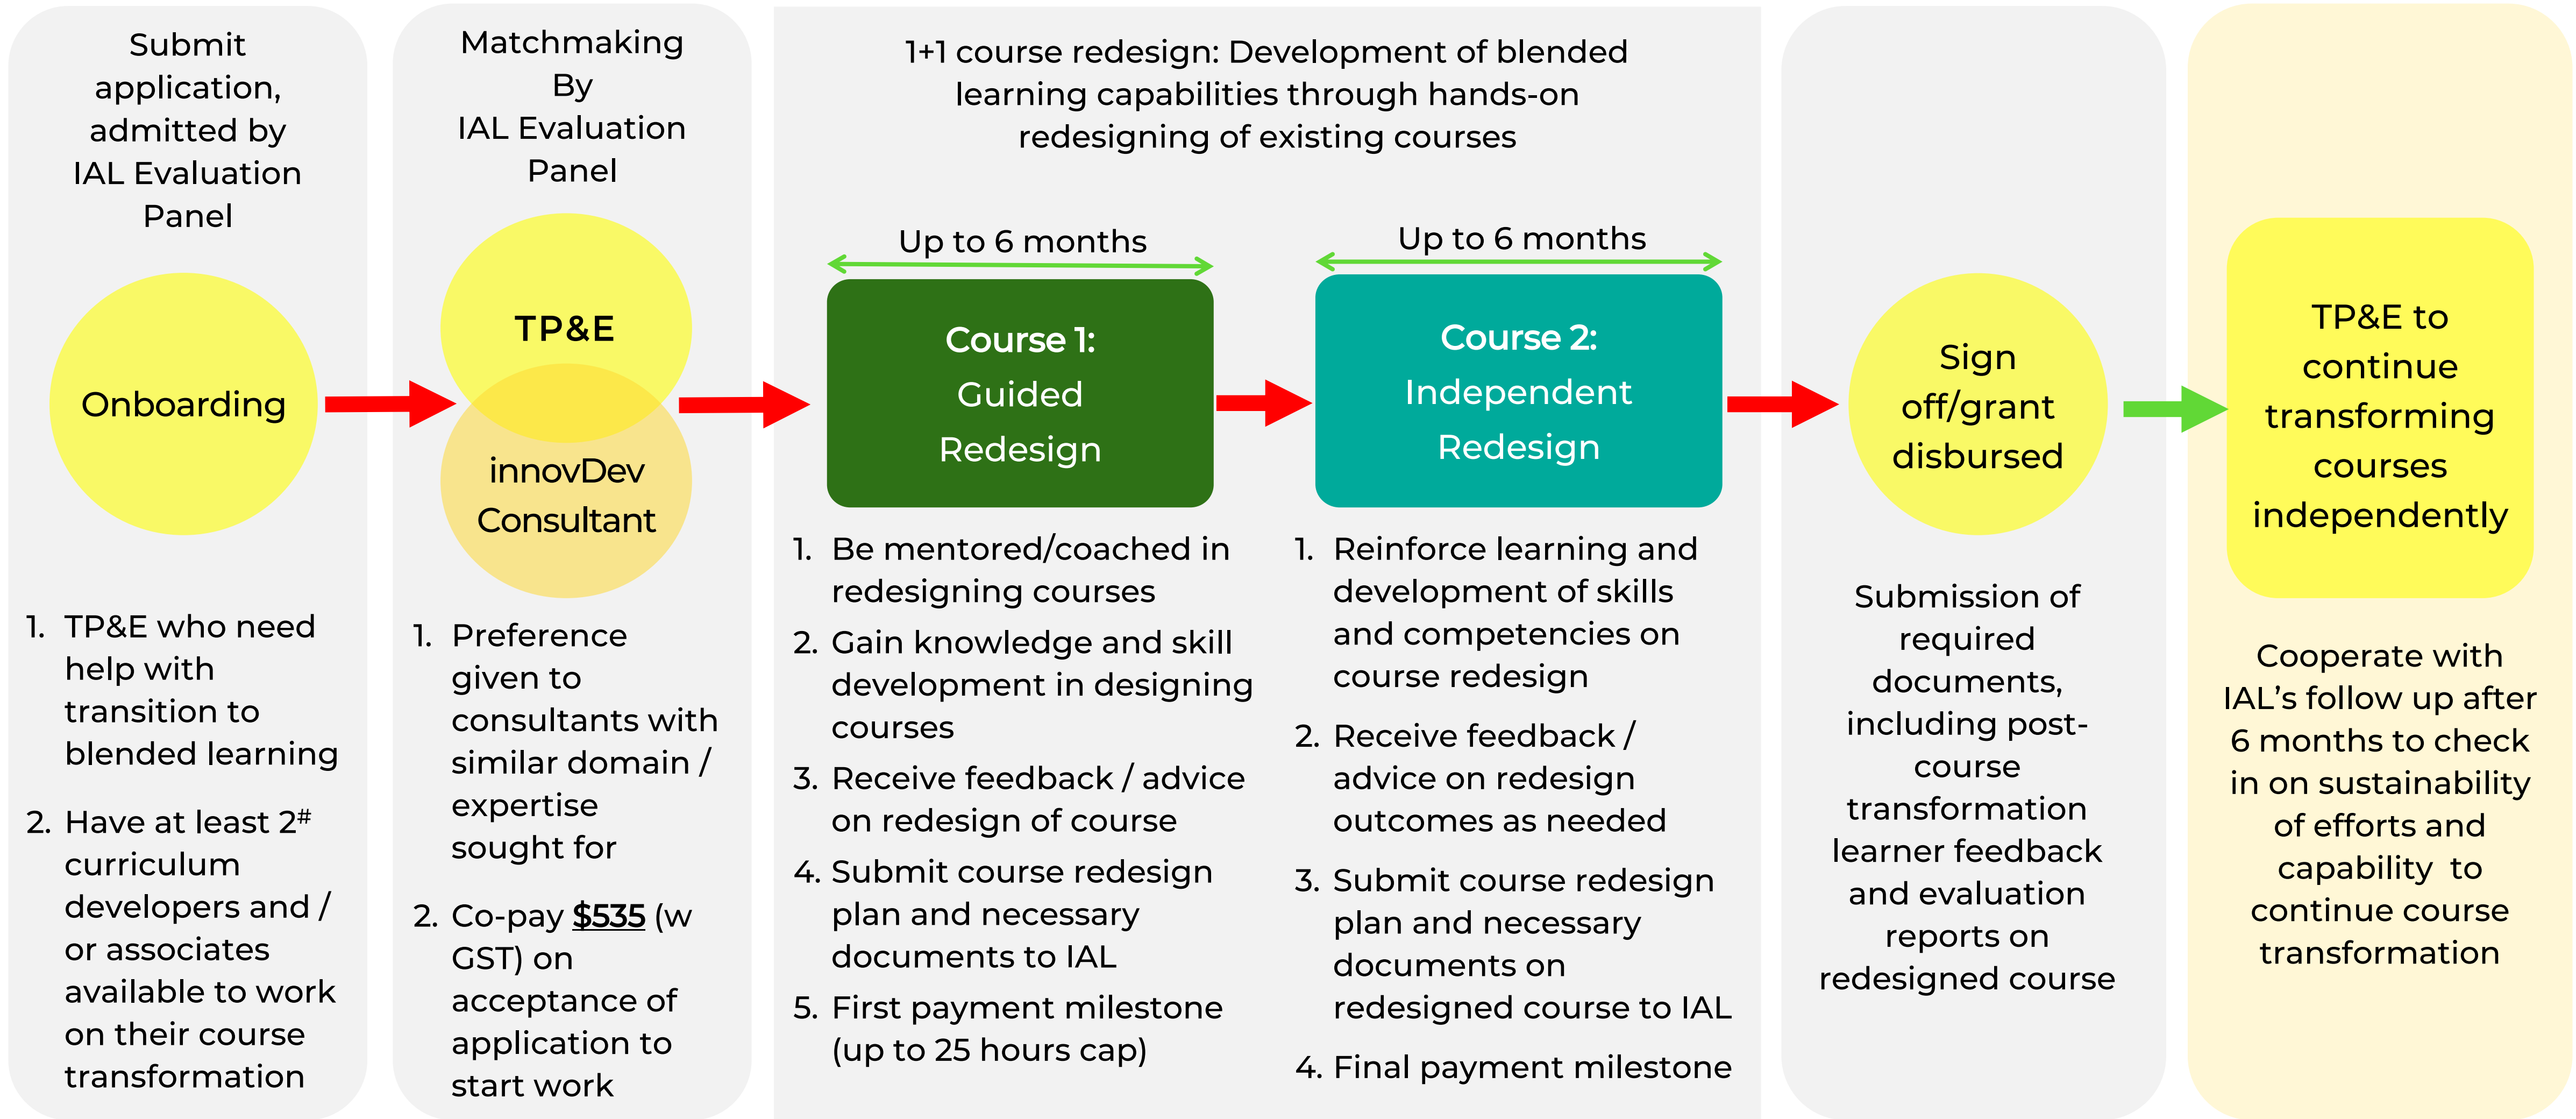 Submit
application,
admitted by
IAL Evaluation
Panel
Onboarding
1. TP&E who need
help with
transition to
blended learning
2. Have at least 2#
curriculum
developers and /
or associates
available to work
on their course
transformation
Matchmaking
By
IAL Evaluation
Panel
TP&E
innovDev
Consultant
1. Preference
given to
consultants with
similar domain /
expertise
sought for
2. Co-pay $535 (w
GST) on
acceptance of
application to
start work
1+1 course redesign: Development of blended
learning capabilities through hands-on
redesigning of existing courses
Up to 6 months
Course 1:
Guided
Redesign
1. Be mentored/coached in
redesigning courses
2. Gain knowledge and skill
development in designing
courses
3. Receive feedback / advice
on redesign of course
4. Submit course redesign
plan and necessary
documents to IAL
5. First payment milestone
(up to 25 hours cap)
Up to 6 months
Course 2:
Independent
Redesign
1. Reinforce learning and
development of skills
and competencies on
course redesign
2. Receive feedback /
advice on redesign
outcomes as needed
3. Submit course redesign
plan and necessary
documents on
redesigned course to IAL
4. Final payment milestone
Sign
off/grant
disbursed
Submission of
required
documents,
including post-
course
transformation
learner feedback
and evaluation
reports on
redesigned course
TP&E to
continue
transforming
courses
independently
Cooperate with
IAL’s follow up after
6 months to check
in on sustainability
of efforts and
capability to
continue course
transformation